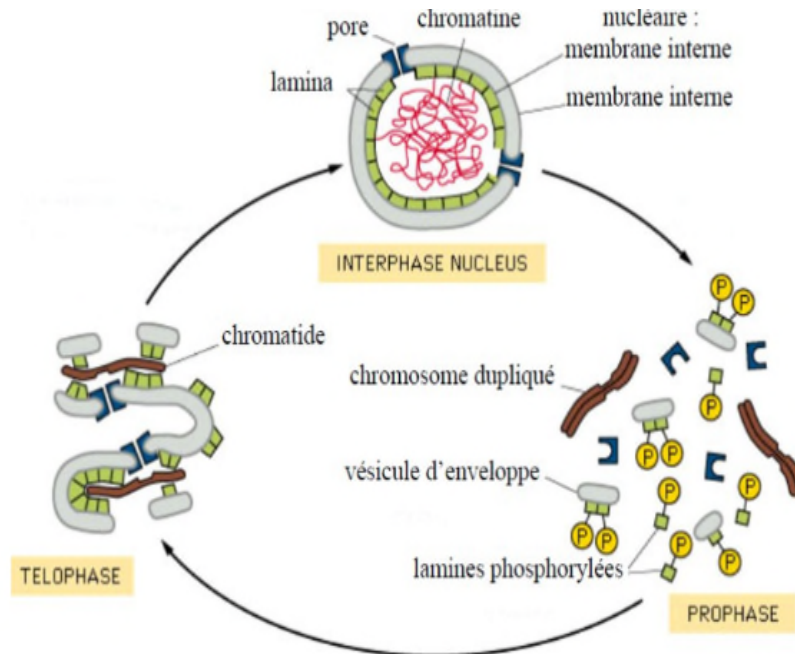 chromatine
nucléaire :
pore
membrane interne
lamina
membrane interne
INTERPHASE NUCLEUS
P
P
chromatide
chromosome dupliqué
P
P
P
vésicule d'enveloppe
P
P
P
P
P
P
lamines phosphorylées
P
TELOPHASE
PROPHASE